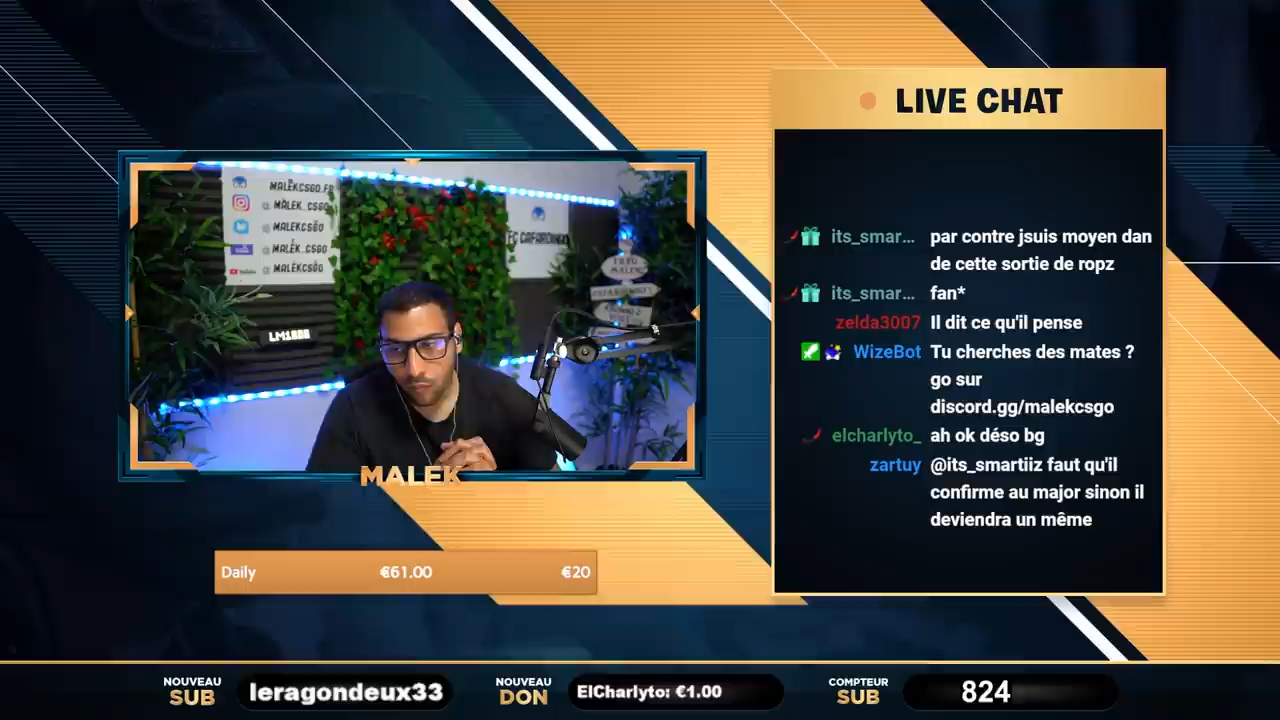 LIVE CHAT
MALEKCSGO.FR
@ MALEK_CSGO
@ MALEKCSGO
@ MALEK_CSGO
@ MALEKCSGO
LM1888
MALEK
its_smar... par contre jsuis moyen dan
de cette sortie de ropz
its_smar... fan*
zelda3007 Il dit ce qu'il pense
WizeBot Tu cherches des mates ?
go sur
discord.gg/malekcsgo
elcharlyto_ ah ok déso bg
zartuy @its_smartiiz faut qu'il
confirme au major sinon il
deviendra un même
Daily €61.00 €20
NOUVEAU
SUB
leragondeux33
NOUVEAU
DON
ElCharlyto: €1.00
COMPTEUR
SUB
824